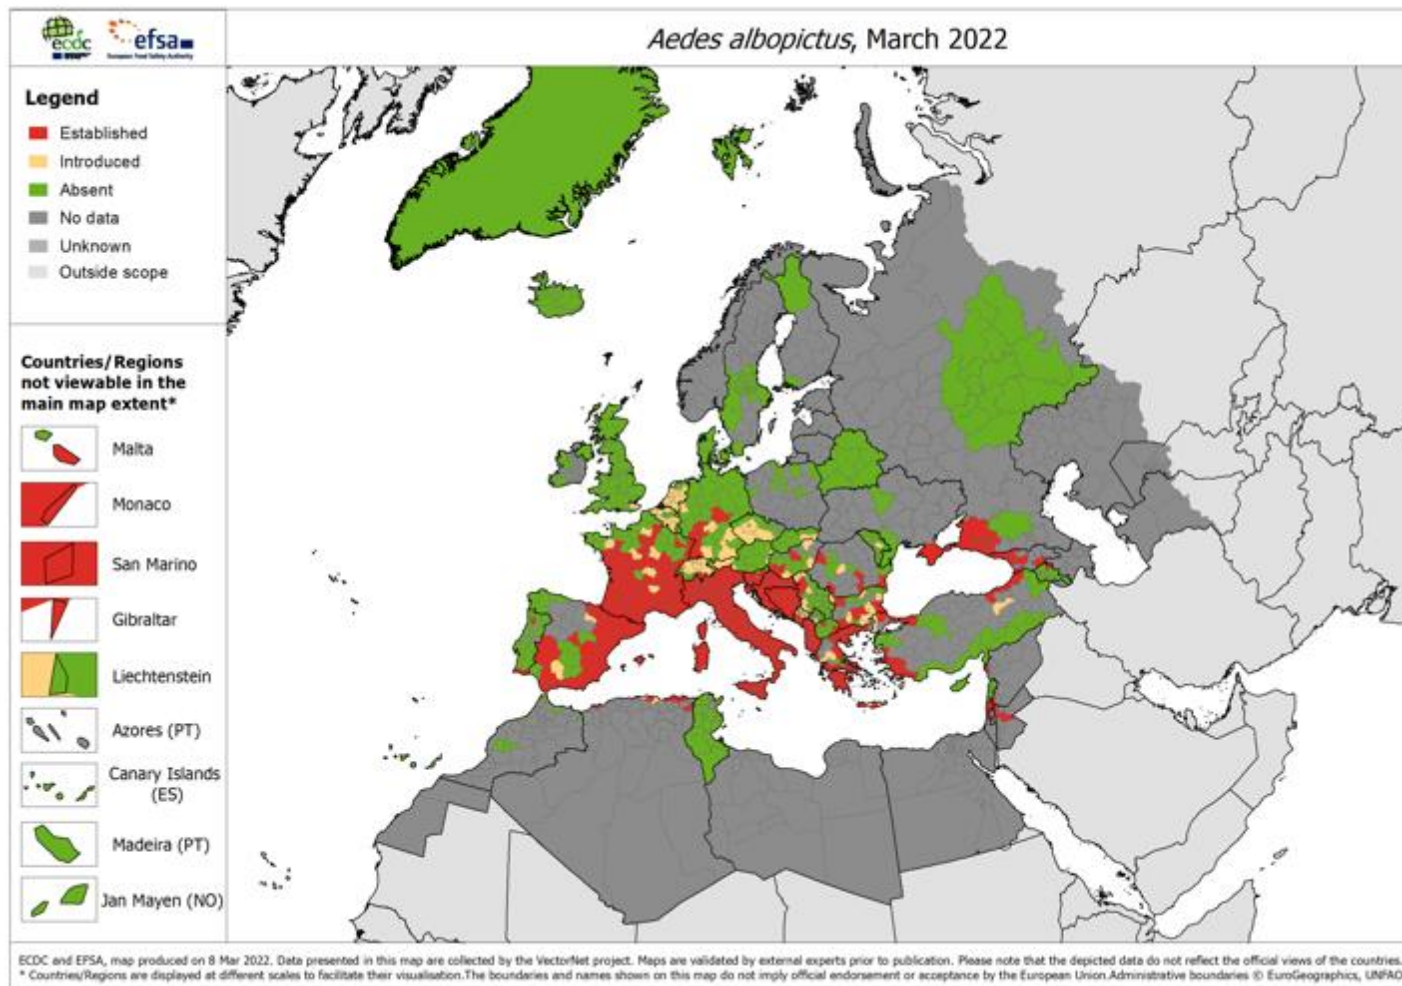 ecdc
efsa
European Food Safety Authority
Aedes albopictus, March 2022
Legend
Established
Introduced
Absent
No data
Unknown
Outside scope
Countries/Regions
not viewable in the
main map extent*
Malta
Monaco
San Marino
Gibraltar
Liechtenstein
Azores (PT)
Canary Islands
(ES)
Madeira (PT)
Jan Mayen (NO)
ECDC and EFSA, map produced on 8 Mar 2022. Data presented in this map are collected by the VectorNet project. Maps are validated by external experts prior to publication. Please note that the depicted data do not reflect the official views of the countries.
* Countries/Regions are displayed at different scales to facilitate their visualisation.The boundaries and names shown on this map do not imply official endorsement or acceptance by the European Union.Administrative boundaries © EuroGeographics, UNFAO